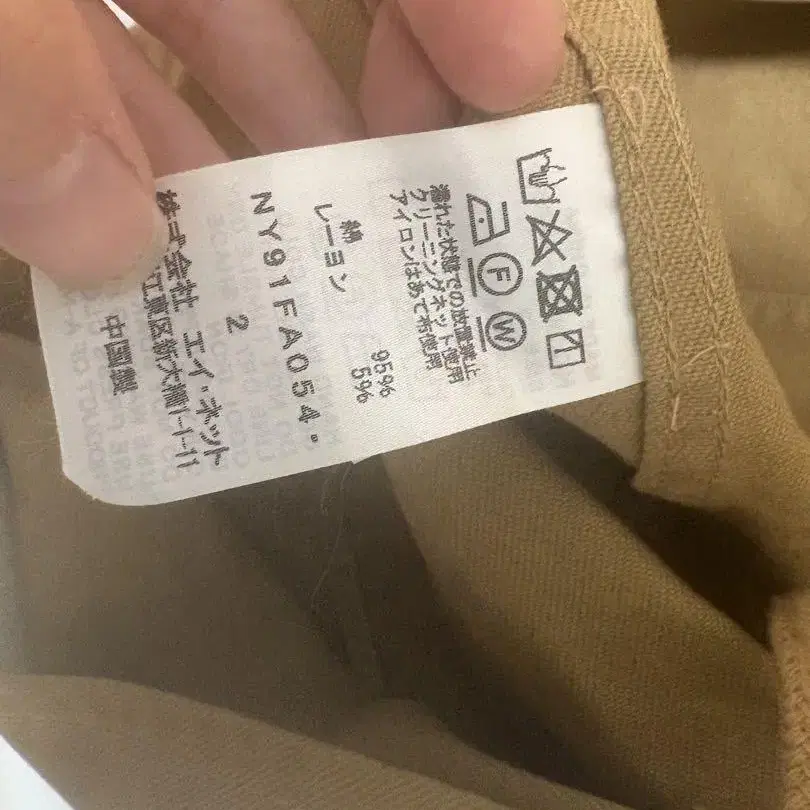 濡れた状態での放置禁止
クリーニングネット使用
アイロンはあて布使用
綿 95%
レーヨン 5%
NY91FA054-
2
株式会社 エイ・ネット
江東区新大橋1-1-11
中国製
F
W